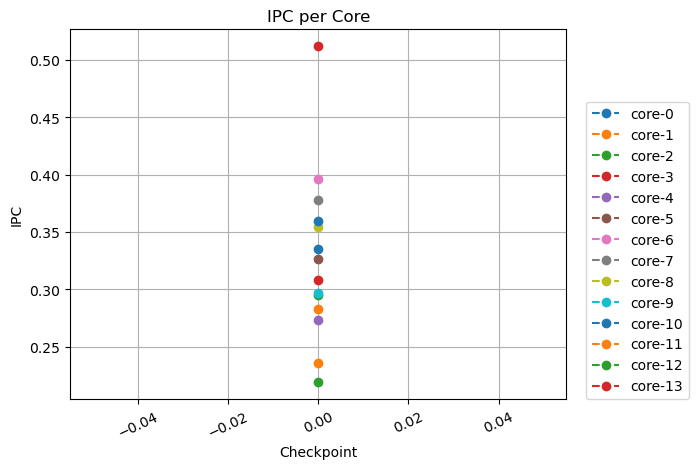 IPC per Core
0.50
0.45
0.40
0.35
0.30
0.25
IPC
−0.04
−0.02
0.00
0.02
0.04
Checkpoint
core-0
core-1
core-2
core-3
core-4
core-5
core-6
core-7
core-8
core-9
core-10
core-11
core-12
core-13